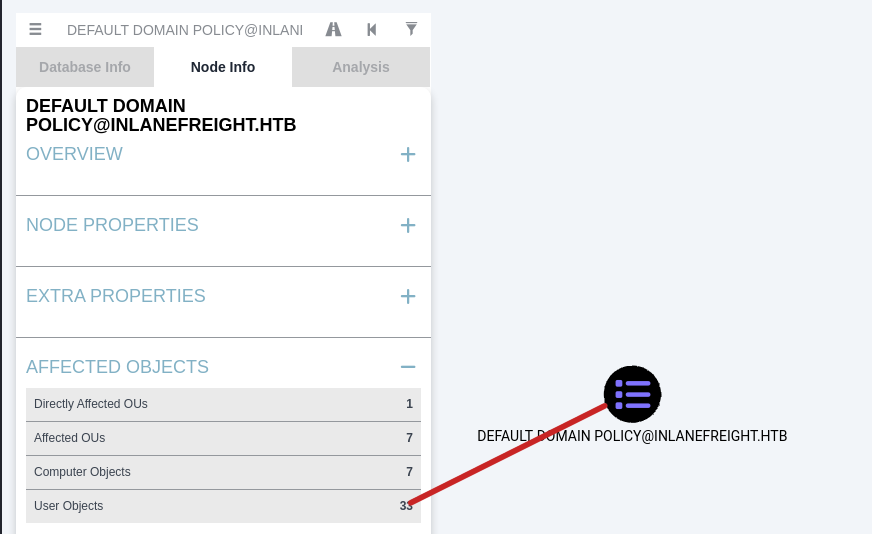 DEFAULT DOMAIN POLICY@INLANI
Database Info
Node Info
Analysis
DEFAULT DOMAIN
POLICY@INLANEFREIGHT.HTB
OVERVIEW
NODE PROPERTIES
EXTRA PROPERTIES
AFFECTED OBJECTS
Directly Affected OUs 1
Affected OUs 7
Computer Objects 7
User Objects 33
DEFAULT DOMAIN POLICY@INLANEFREIGHT.HTB